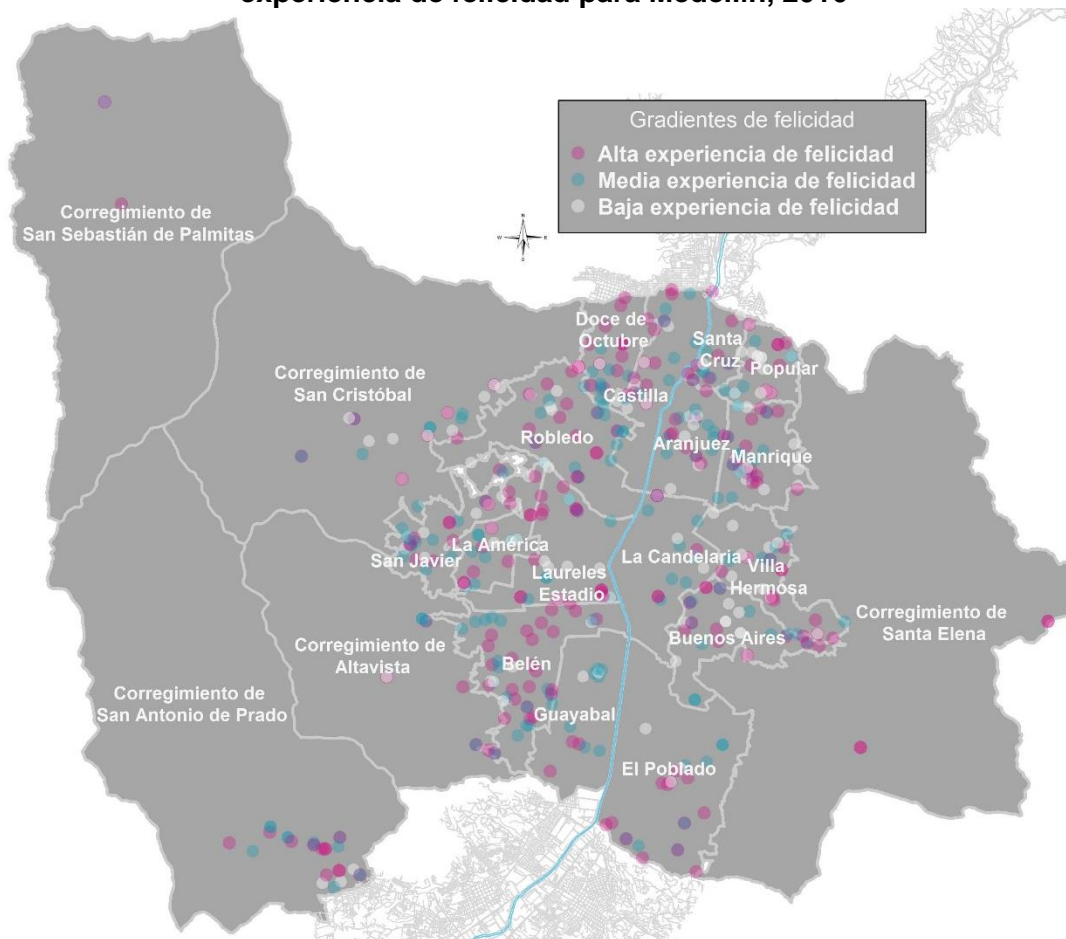 experiencia de felicidad para Medellín, 2016
Gradientes de felicidad
Alta experiencia de felicidad
Media experiencia de felicidad
Baja experiencia de felicidad
N
W
E
S
Corregimiento de
San Sebastián de Palmitas
Doce de
Octubre
Santa
Cruz
Popular
Corregimiento de
San Cristóbal
Castilla
Robledo
Aranjuez
Manrique
San Javier
La América
Laureles
Estadio
La Candelaria
Villa
Hermosa
Corregimiento de
Santa Elena
Buenos Aires
Corregimiento de
Altavista
Belén
Corregimiento de
San Antonio de Prado
Guayabal
El Poblado